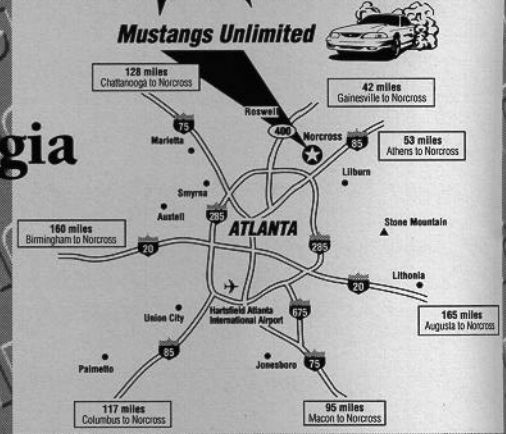 Mustangs Unlimited
128 miles
Chattanooga to Norcross
42 miles
Gainesville to Norcross
Roswell
400
Norcross
75
85
53 miles
Athens to Norcross
Marietta
gia
Lilburn
Smyrna
Austell
285
ATLANTA
Stone Mountain
160 miles
Birmingham to Norcross
20
285
Lithonia
20
Hartsfield Atlanta
International Airport
675
165 miles
Augusta to Norcross
Union City
85
Jonesboro
75
Palmetto
117 miles
Columbus to Norcross
95 miles
Macon to Norcross